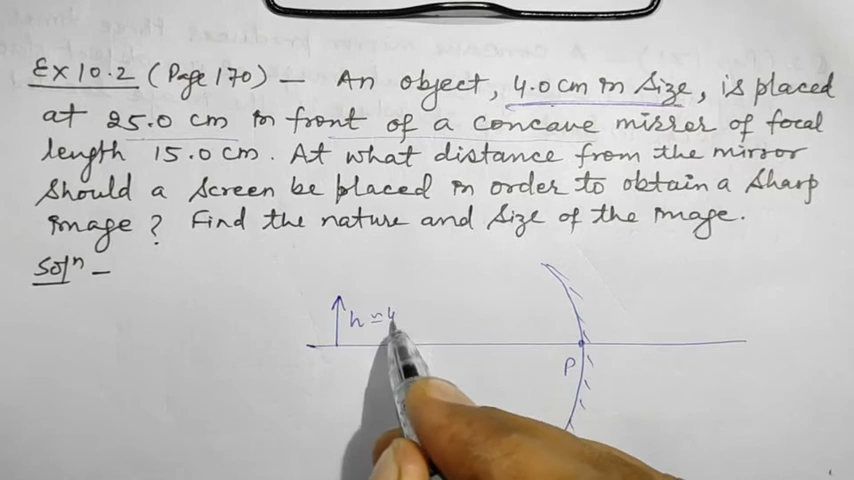 Ex 10.2 (Page 170) — An object, 4.0 cm in Size, is placed
at 25.0 cm in front of a concave mirror of focal
length 15.0 cm. At what distance from the mirror
Should a Screen be placed in order to obtain a Sharp
image? Find the nature and Size of the image.
Solⁿ –
h = 4
P